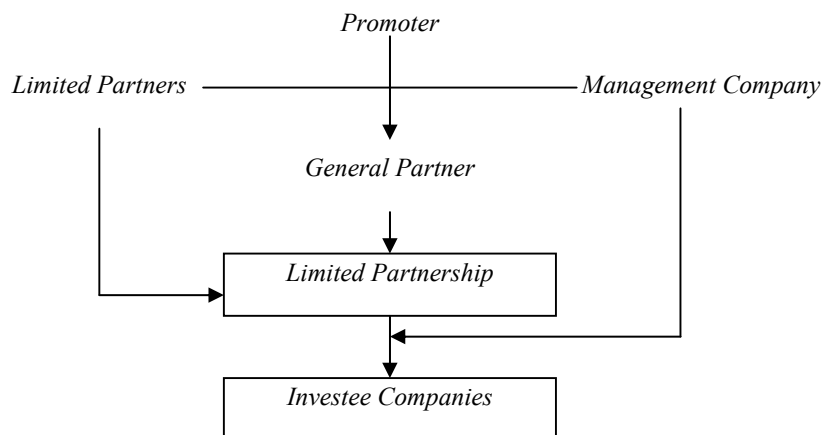 Promoter
Limited Partners
Management Company
General Partner
Limited Partnership
Investee Companies